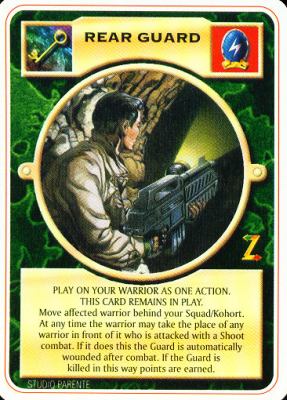 REAR GUARD
Z
PLAY ON YOUR WARRIOR AS ONE ACTION.
THIS CARD REMAINS IN PLAY.
Move affected warrior behind your Squad/Kohort.
At any time the warrior may take the place of any
warrior in front of it who is attacked with a Shoot
combat. If it does this the Guard is automatically
wounded after combat. If the Guard is
killed in this way points are earned.
STUDIO PARENTE